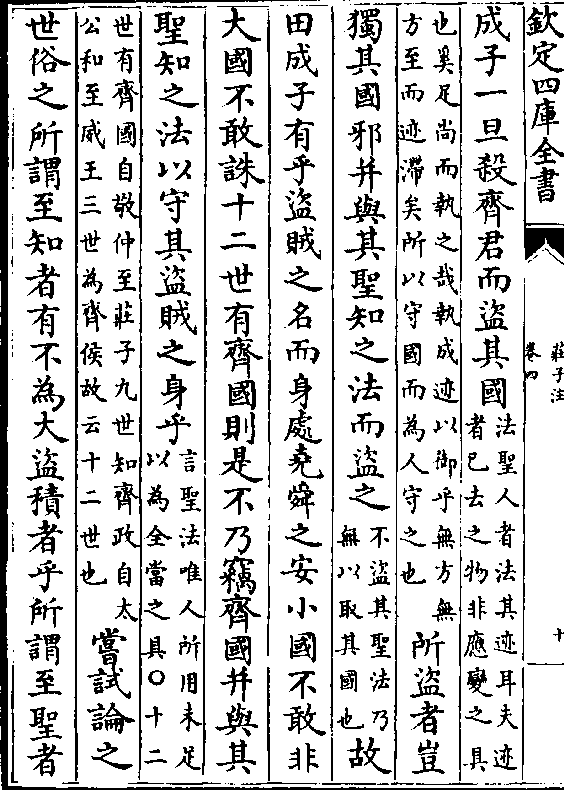 欽定四庫全書
莊子注
卷四
十
成子一旦殺齊君而盜其國
法聖人者法其迹耳夫迹
者已去之物非應變之具
也奚足尚而執之哉執成迹以御乎無方無
方至而迹滯矣所以守國而為人守之也
所盜者豈
獨其國邪并與其聖知之法而盜之
不盜其聖法乃
無以取其國也
故
田成子有乎盜賊之名而身處堯舜之安小國不敢非
大國不敢誅十二世有齊國則是不乃竊齊國并與其
聖知之法以守其盜賊之身乎
言聖法唯人所用未足
以為全當之具○十二
世有齊國自敬仲至莊子九世知齊政自太
公和至威王三世為齊侯故云十二世也
嘗試論之
世俗之所謂至知者有不為大盜積者乎所謂至聖者